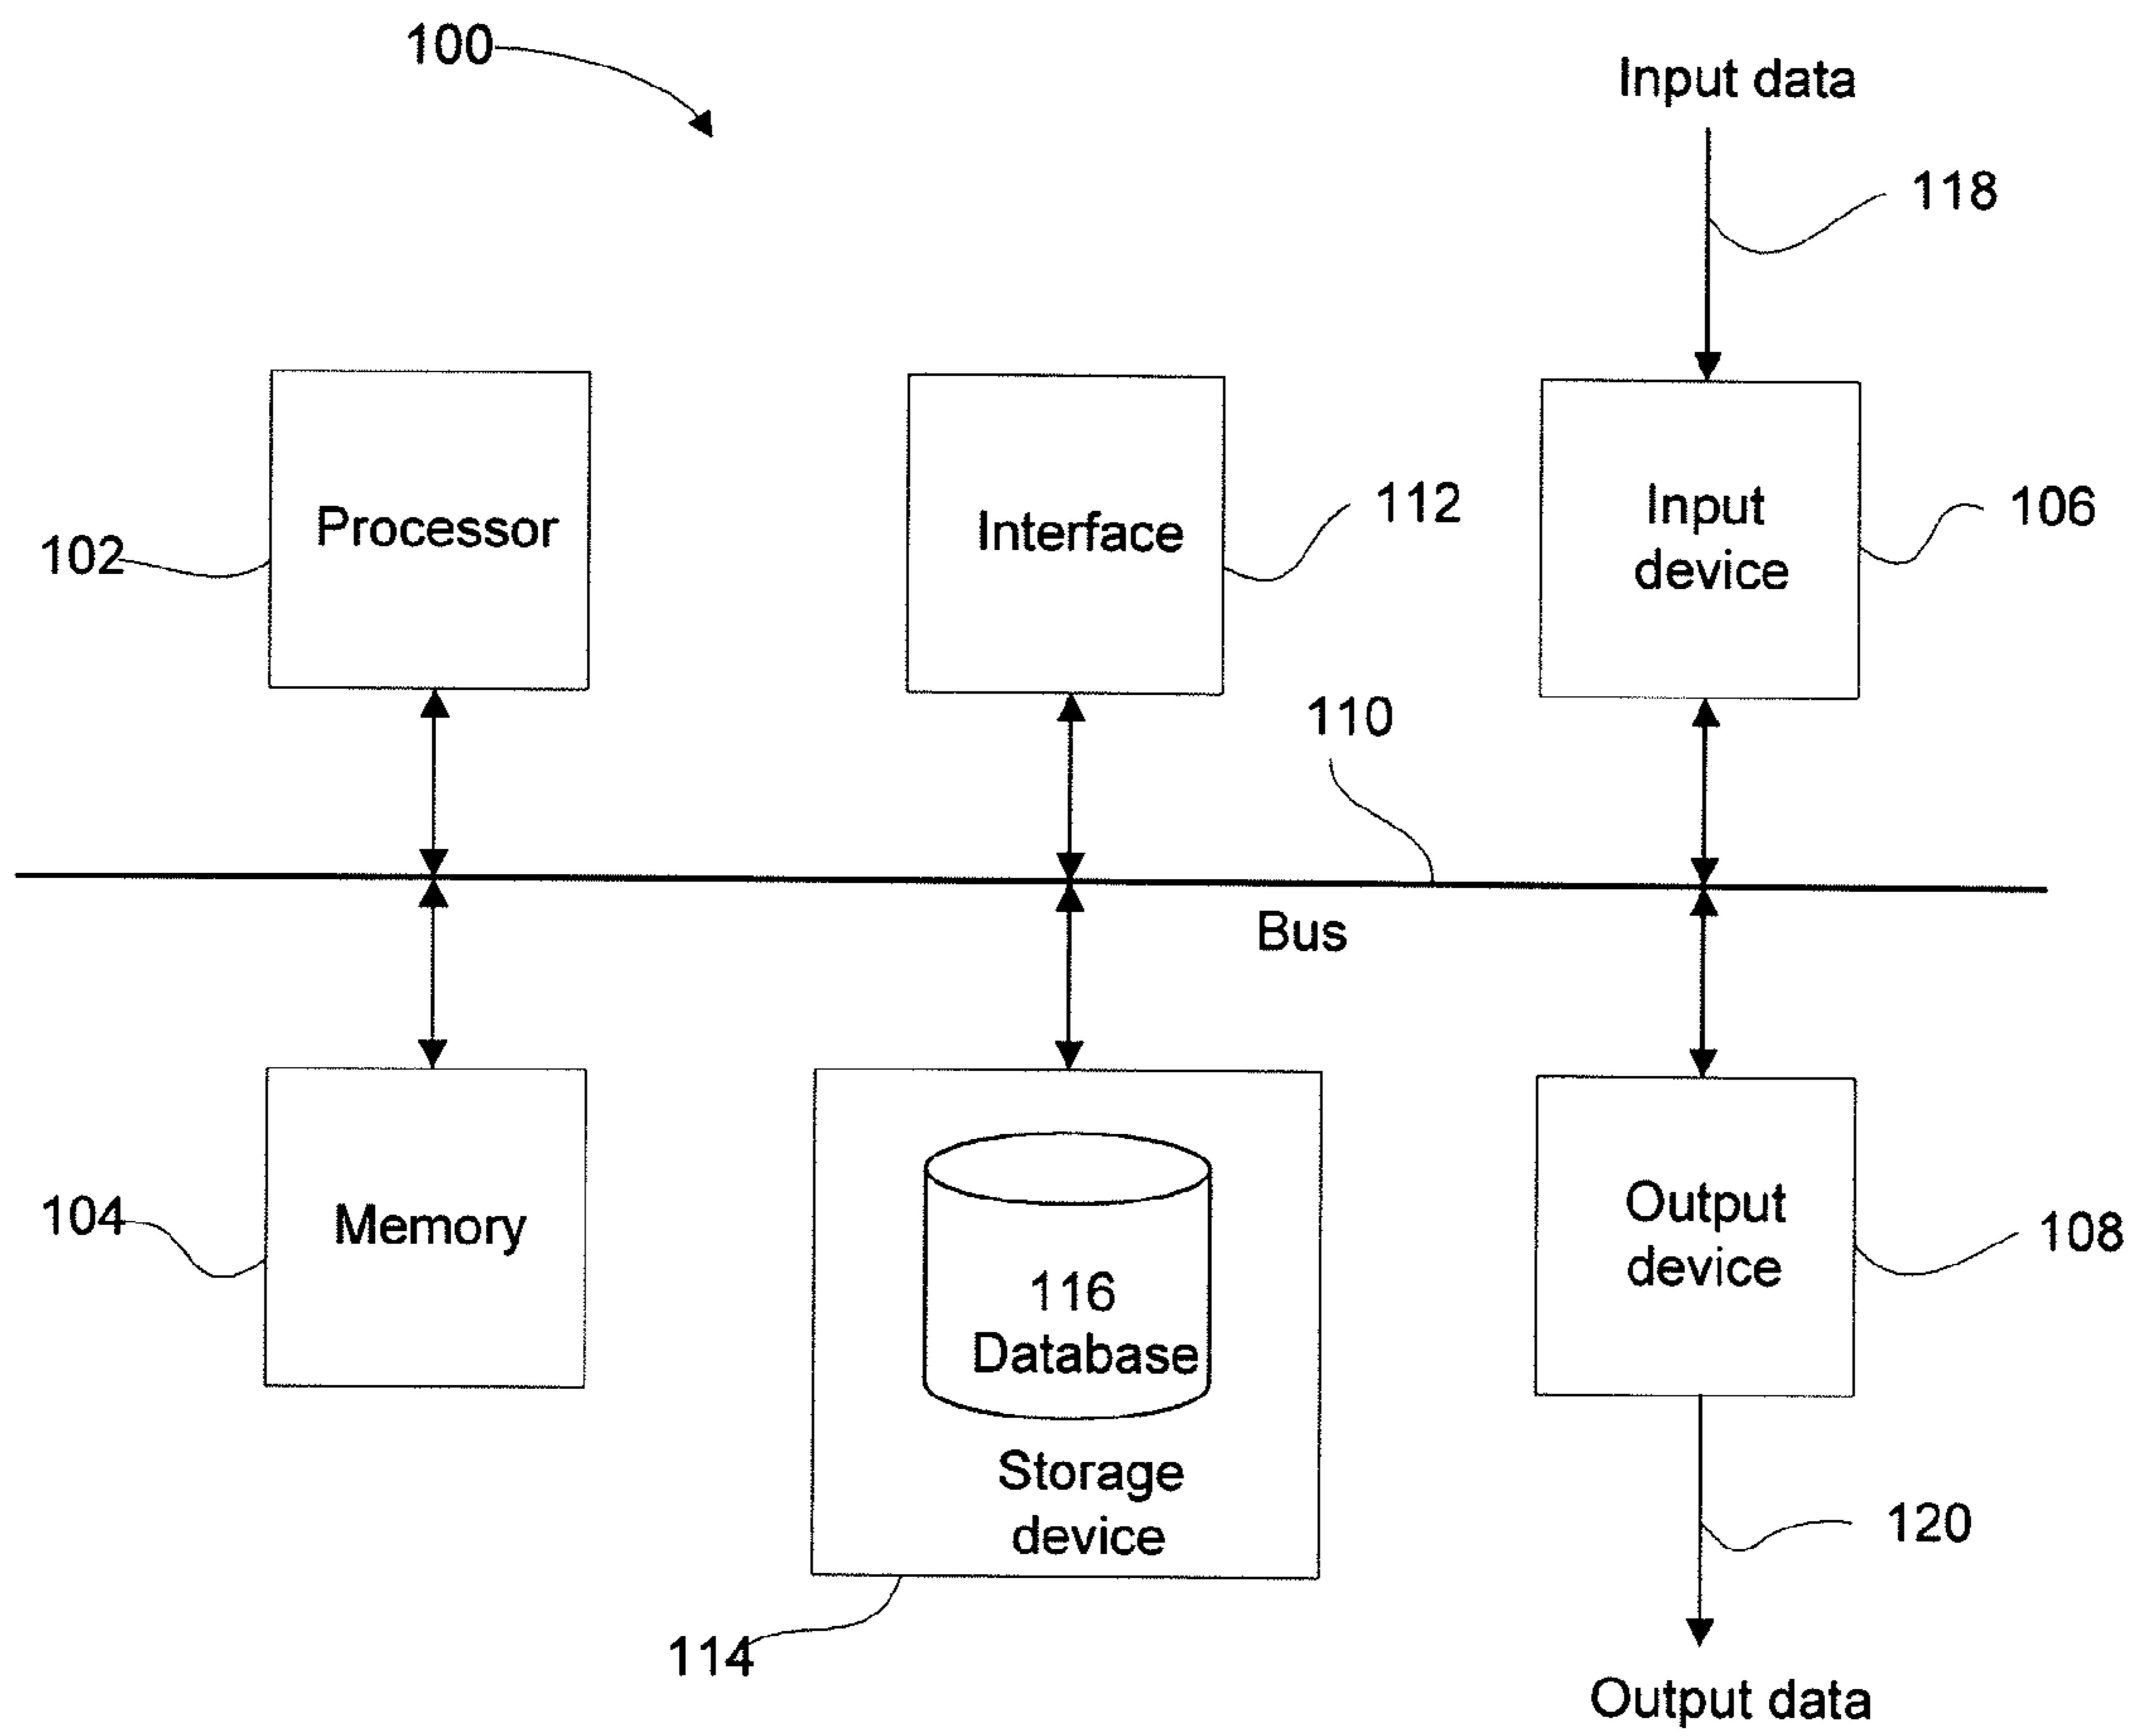 100
Input data
118
Processor
102
Interface
112
Input
device
106
110
Bus
Memory
104
116
Database
Storage
device
114
Output
device
108
120
Output data